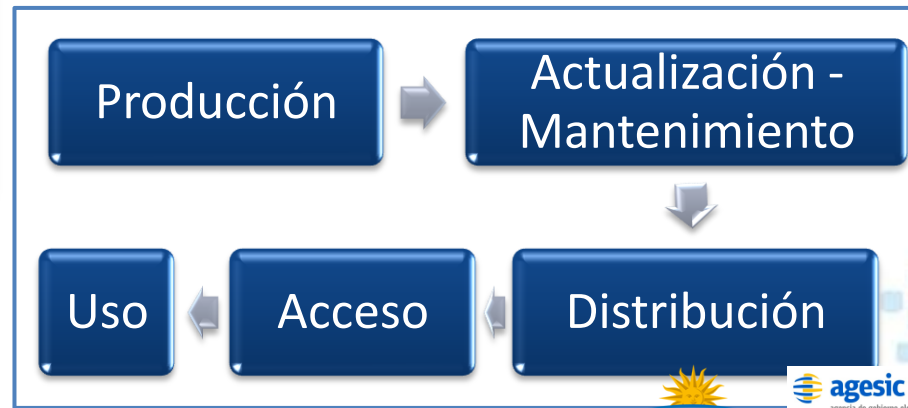 Producción
Actualización -
Mantenimiento
Uso
Acceso
Distribución
agesic